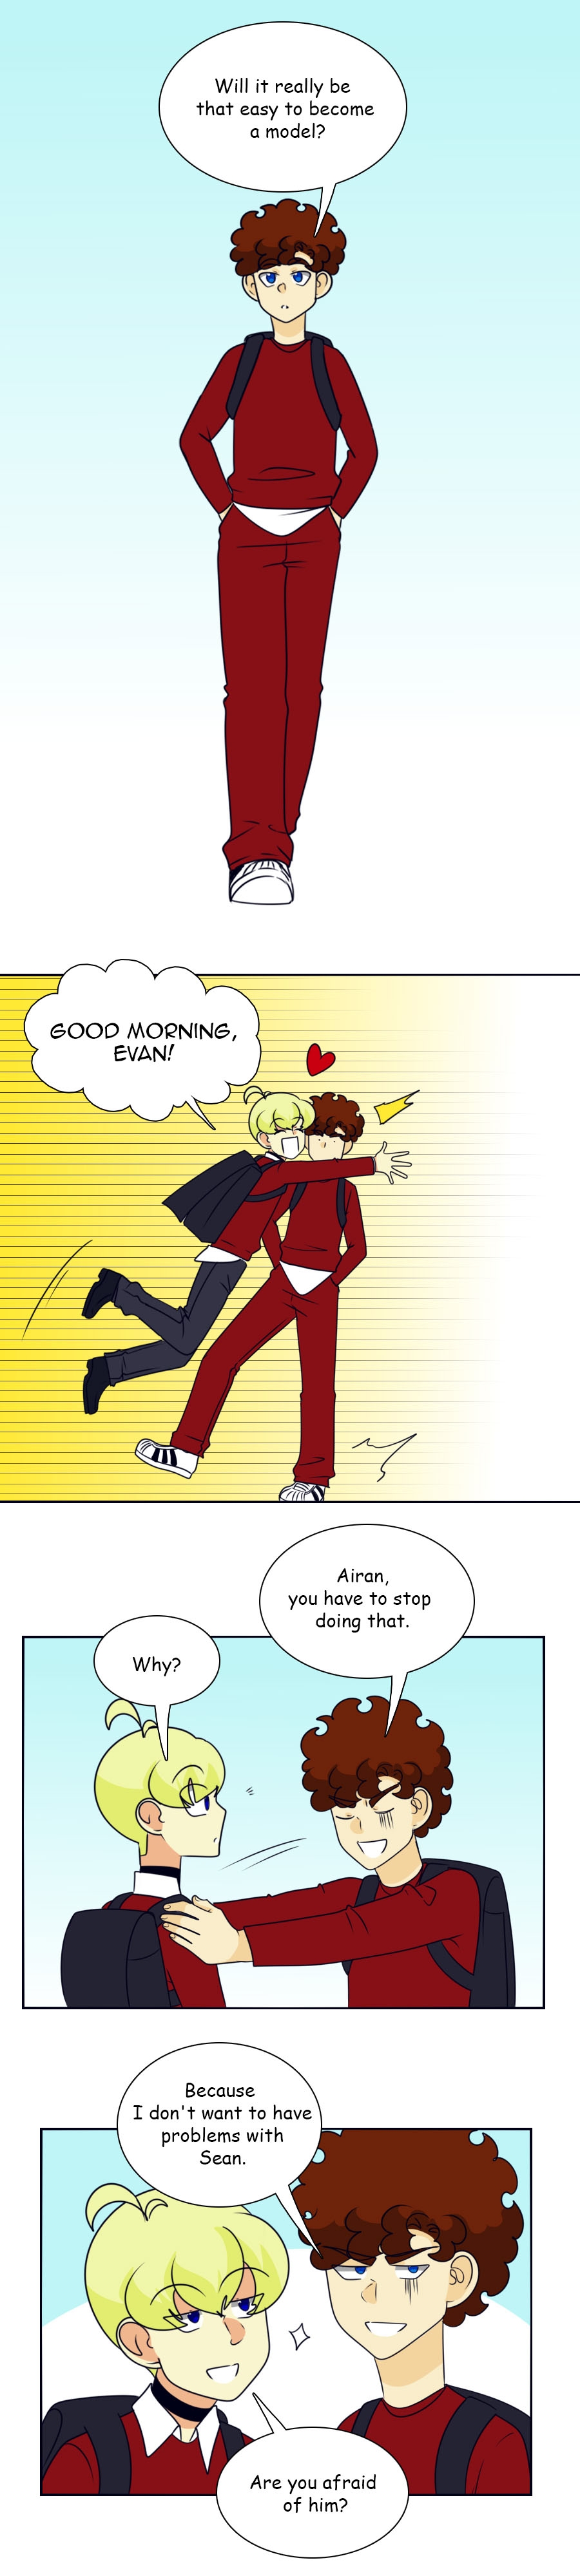 Will it really be
that easy to become
a model?
GOOD MORNING,
EVAN!
Airan,
you have to stop
doing that.
Why?
Because
I don't want to have
problems with
Sean.
Are you afraid
of him?